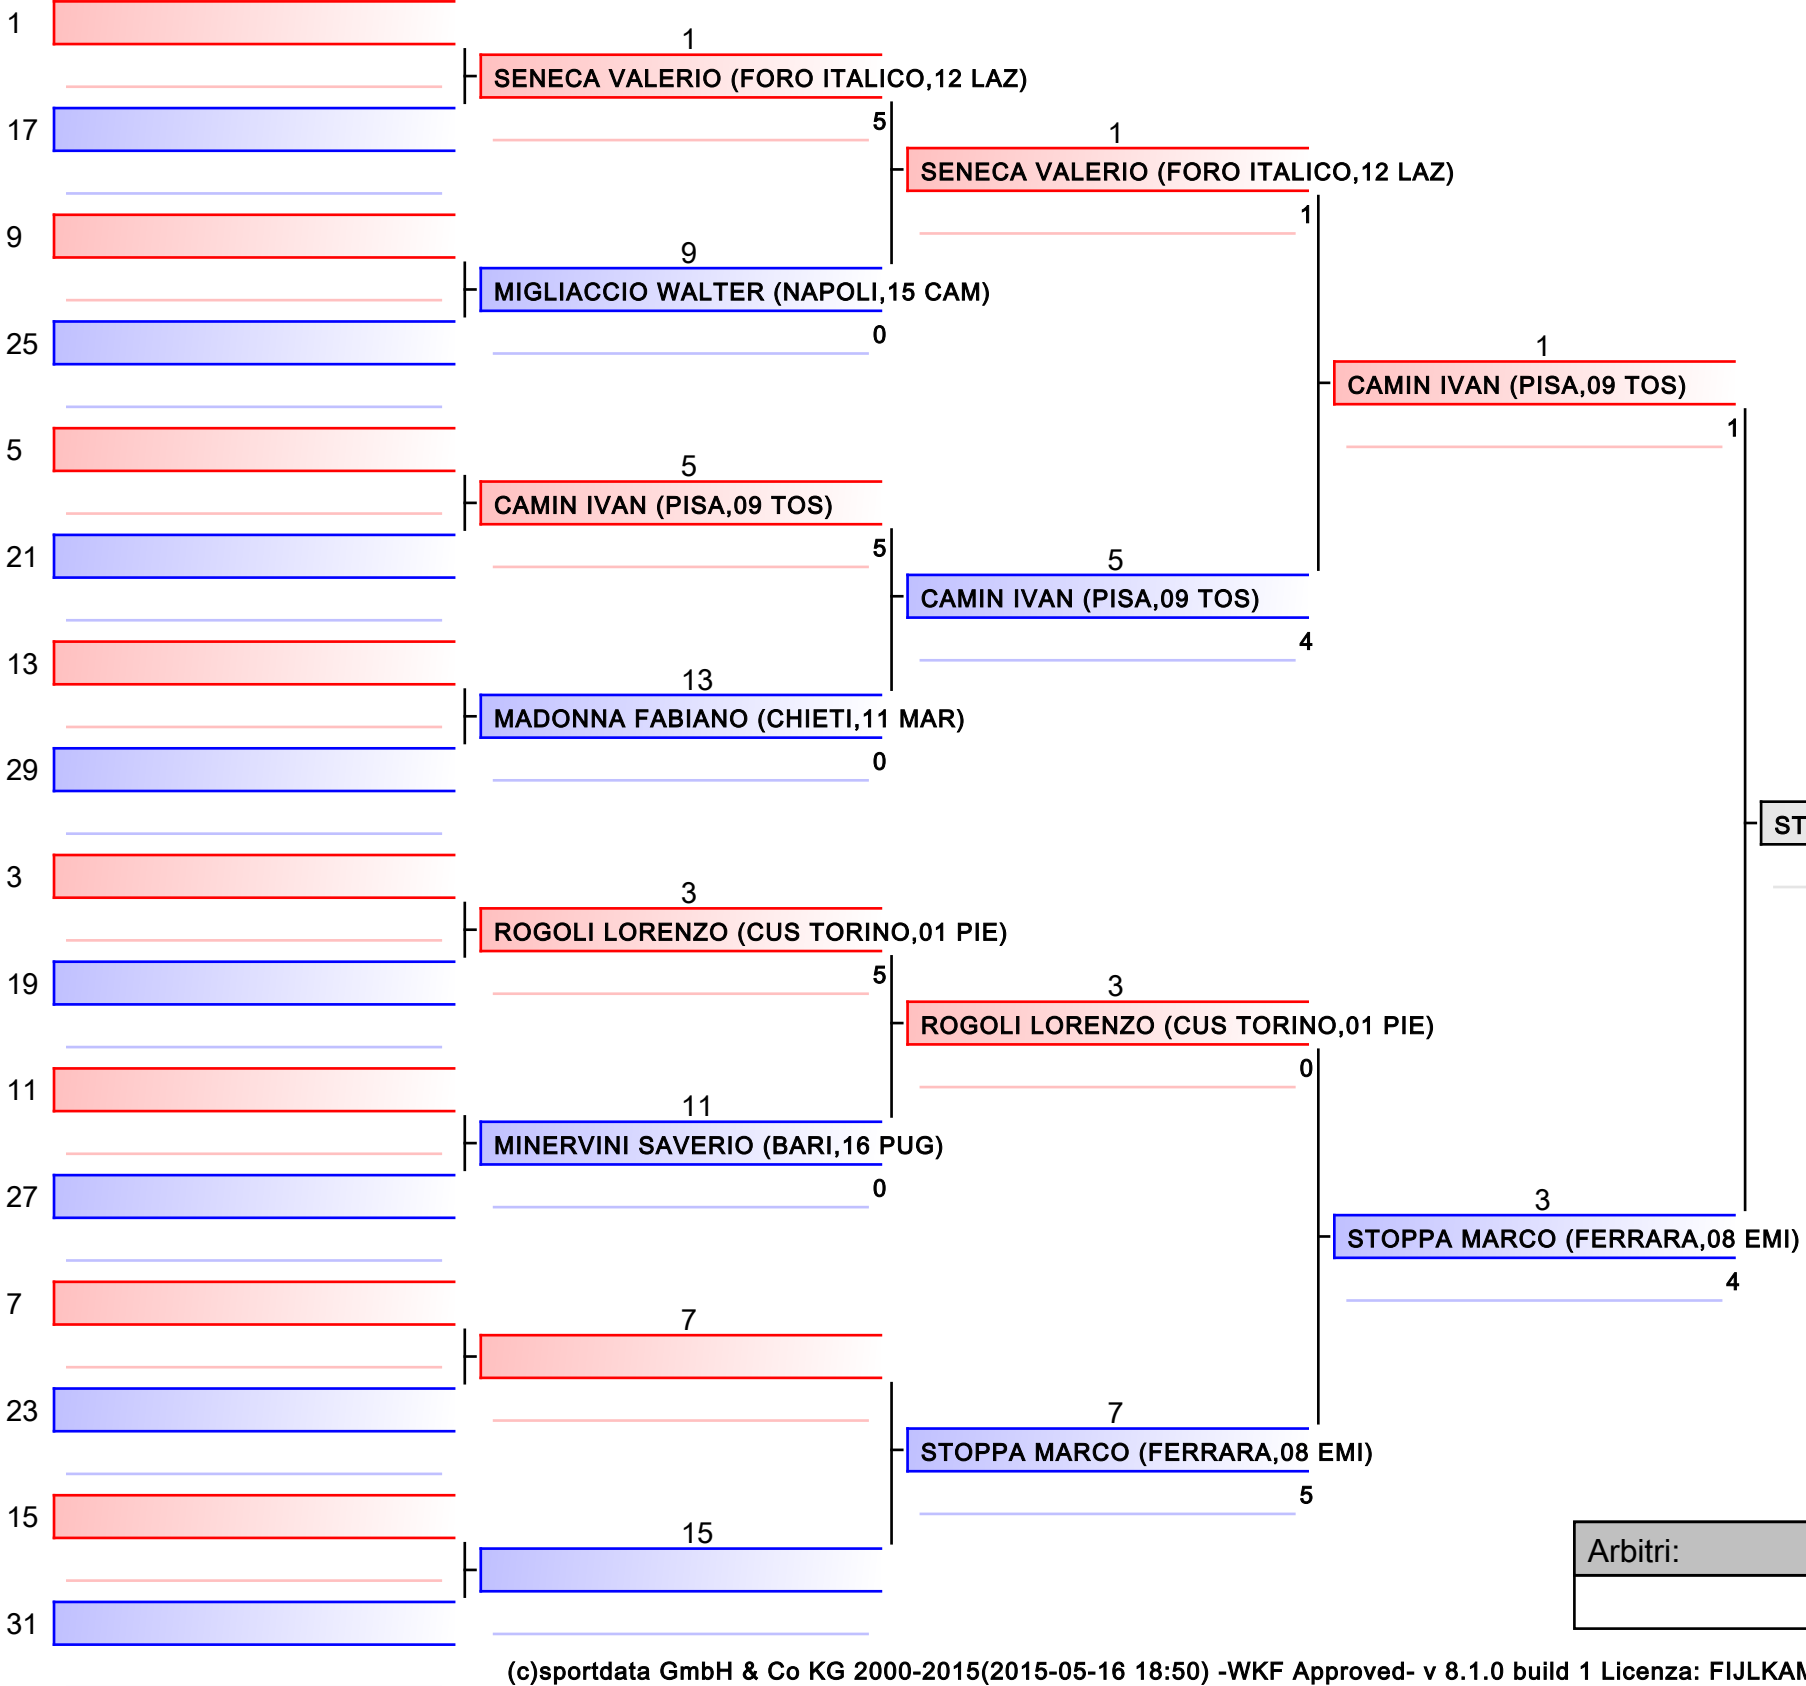 1
1
SENECA VALERIO (FORO ITALICO,12 LAZ)
5
17
1
SENECA VALERIO (FORO ITALICO,12 LAZ)
1
9
9
MIGLIACCIO WALTER (NAPOLI,15 CAM)
0
25
1
CAMIN IVAN (PISA,09 TOS)
1
5
5
CAMIN IVAN (PISA,09 TOS)
5
21
5
CAMIN IVAN (PISA,09 TOS)
4
13
13
MADONNA FABIANO (CHIETI,11 MAR)
0
29
ST
3
3
ROGOLI LORENZO (CUS TORINO,01 PIE)
5
19
3
ROGOLI LORENZO (CUS TORINO,01 PIE)
0
11
11
MINERVINI SAVERIO (BARI,16 PUG)
0
27
3
STOPPA MARCO (FERRARA,08 EMI)
4
7
7
23
7
STOPPA MARCO (FERRARA,08 EMI)
5
15
15
Arbitri:
31
(c)sportdata GmbH & Co KG 2000-2015(2015-05-16 18:50) -WKF Approved- v 8.1.0 build 1 Licenza: FIJLKAM